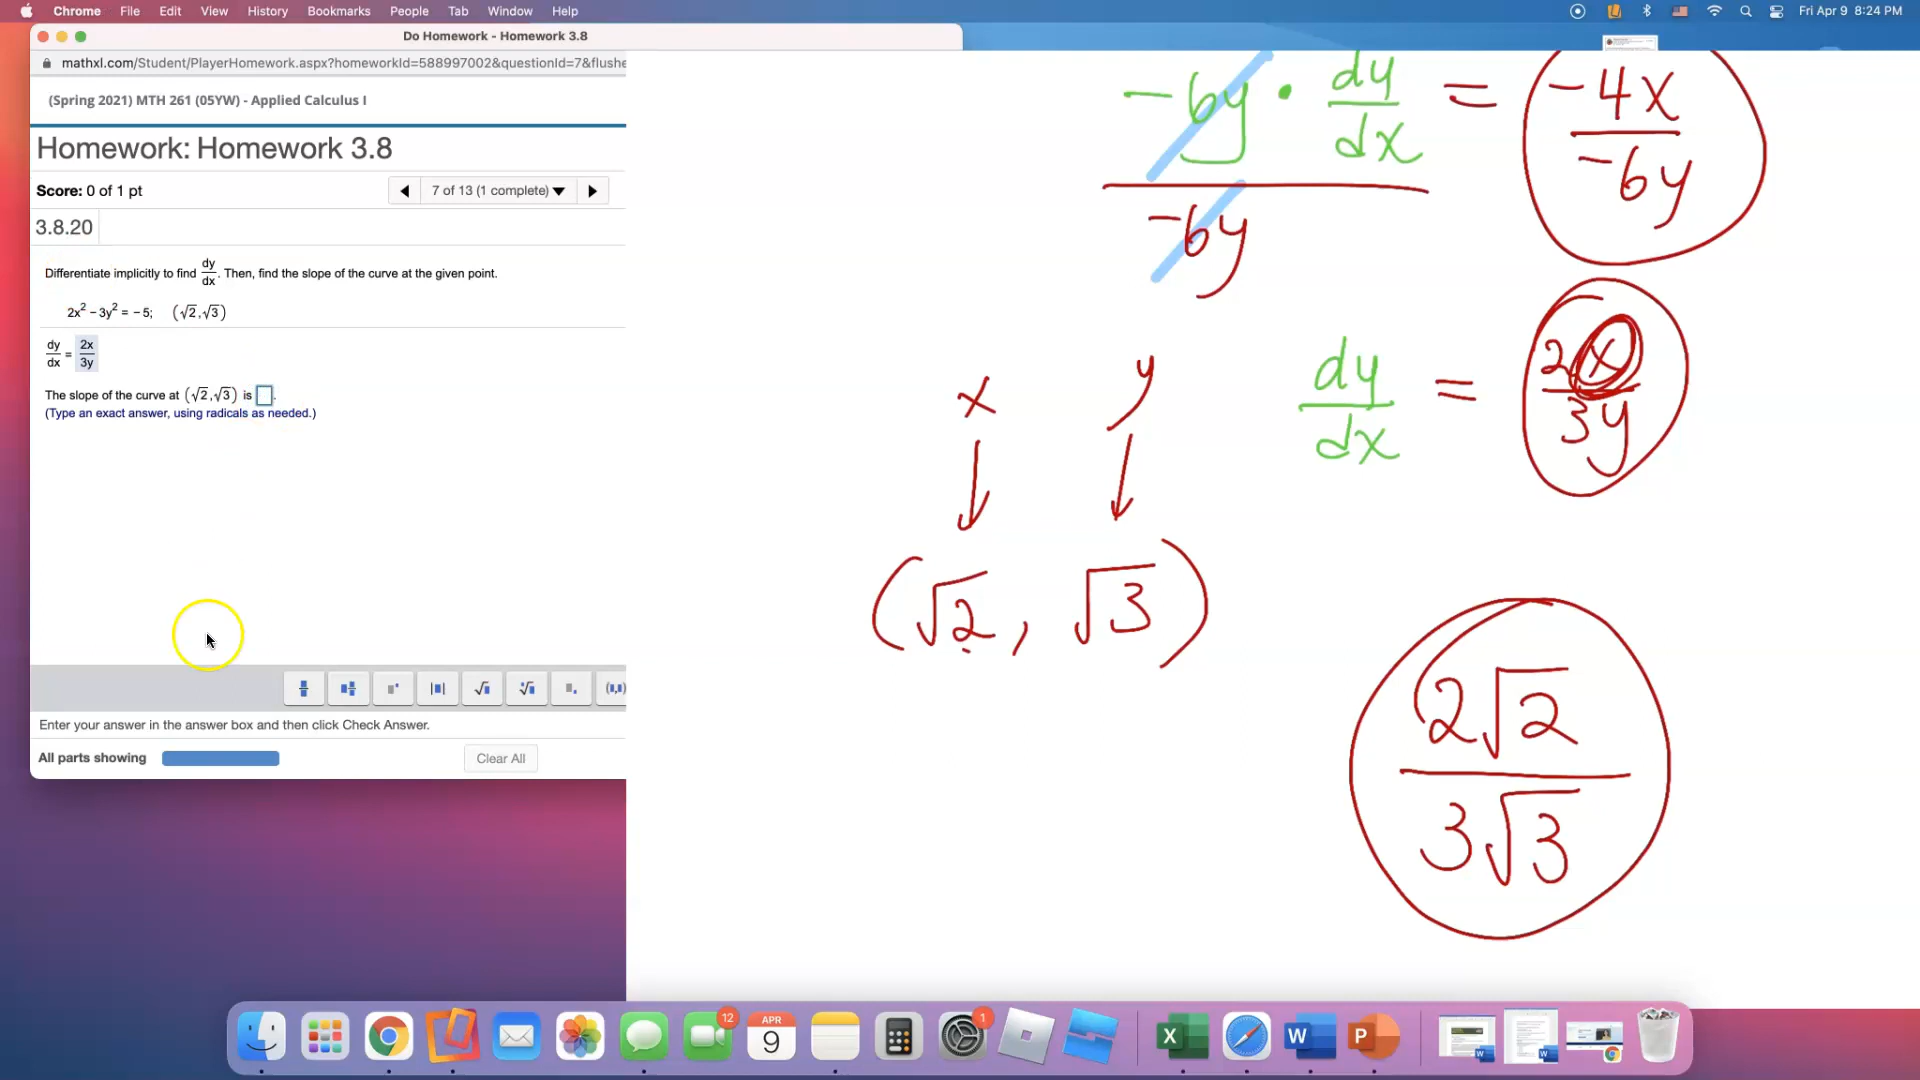 Chrome File Edit View History Bookmarks People Tab Window Help Fri Apr 9 8:24 PM
Do Homework - Homework 3.8
mathxl.com/Student/PlayerHomework.aspx?homeworkId=588997002&questionId=7&flushe
(Spring 2021) MTH 261 (05YW) - Applied Calculus I
Homework: Homework 3.8
Score: 0 of 1 pt
7 of 13 (1 complete)
3.8.20
Differentiate implicitly to find dy/dx. Then, find the slope of the curve at the given point.
2x² − 3y² = − 5; (√2,√3)
dy/dx = 2x/3y
The slope of the curve at (√2,√3) is
(Type an exact answer, using radicals as needed.)
Enter your answer in the answer box and then click Check Answer.
All parts showing
Clear All
-6y · dy/dx = -4x/-6y
-6y
x y
dy/dx = 2x/3y
(√2, √3)
2√2
3√3
12
APR
9
1